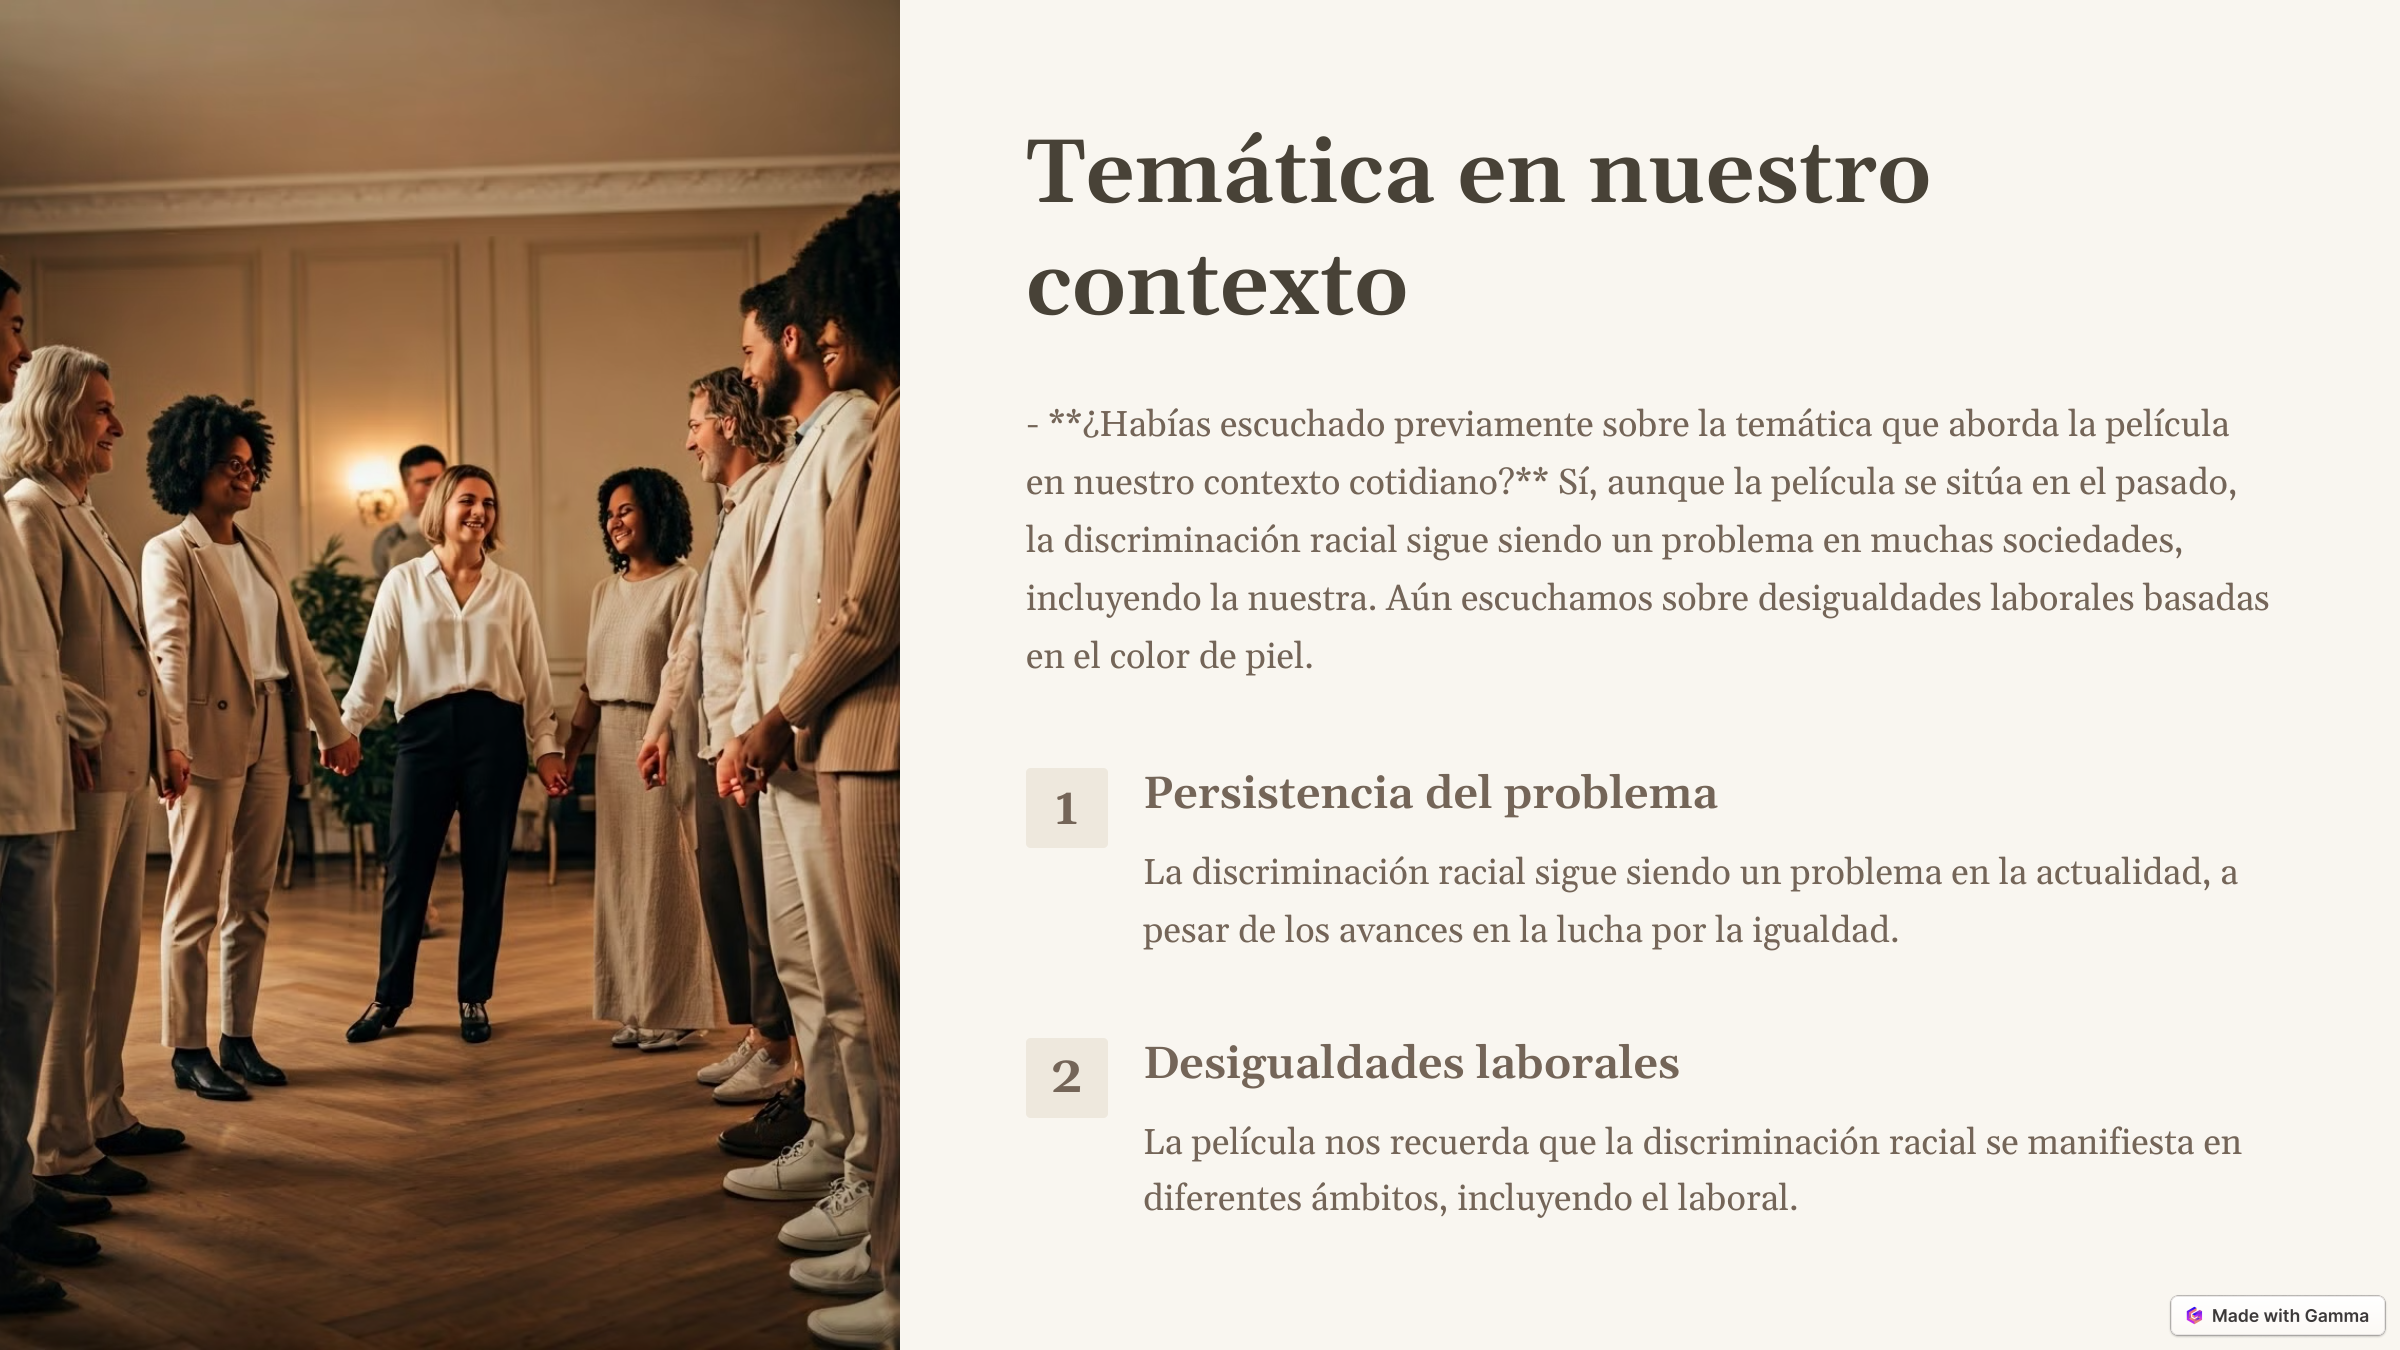 Temática en nuestro
contexto
- **¿Habías escuchado previamente sobre la temática que aborda la película
en nuestro contexto cotidiano?** Sí, aunque la película se sitúa en el pasado,
la discriminación racial sigue siendo un problema en muchas sociedades,
incluyendo la nuestra. Aún escuchamos sobre desigualdades laborales basadas
en el color de piel.
1
Persistencia del problema
La discriminación racial sigue siendo un problema en la actualidad, a
pesar de los avances en la lucha por la igualdad.
2
Desigualdades laborales
La película nos recuerda que la discriminación racial se manifiesta en
diferentes ámbitos, incluyendo el laboral.
Made with Gamma